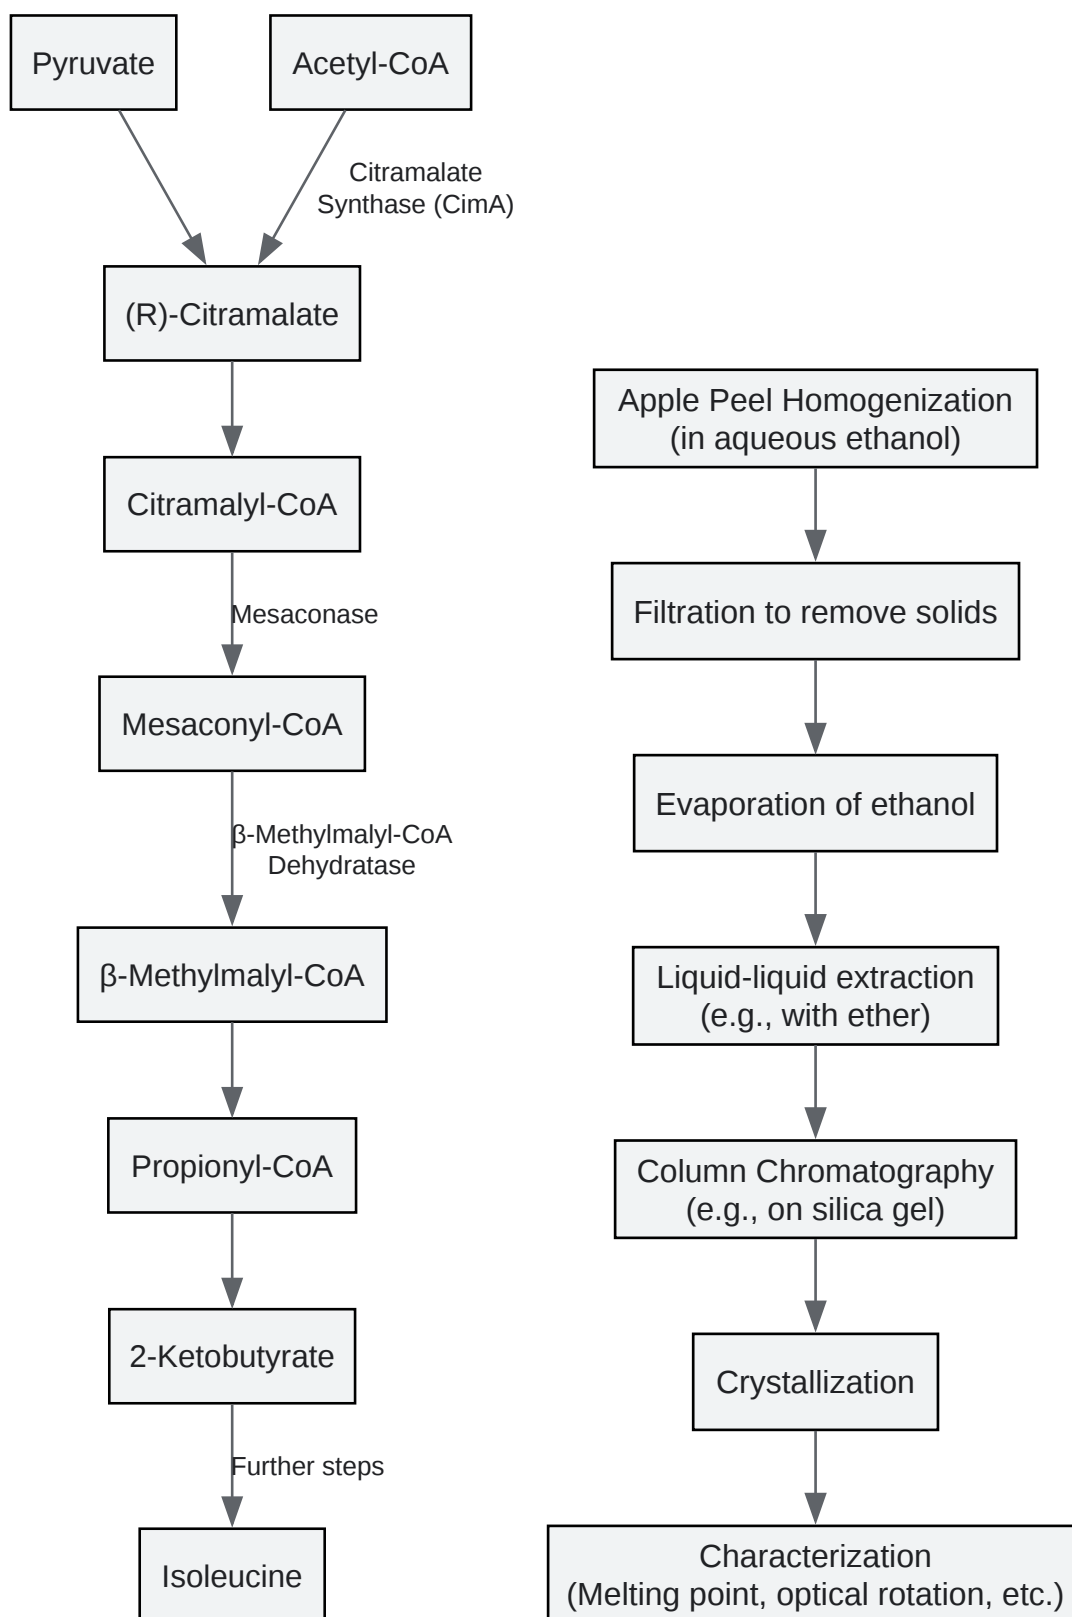 Pyruvate
Acetyl-CoA
Citramalate
Synthase (CimA)
(R)-Citramalate
Citramalyl-CoA
Mesaconase
Mesaconyl-CoA
β-Methylmalyl-CoA
Dehydratase
β-Methylmalyl-CoA
Propionyl-CoA
2-Ketobutyrate
Further steps
Isoleucine
Apple Peel Homogenization
(in aqueous ethanol)
Filtration to remove solids
Evaporation of ethanol
Liquid-liquid extraction
(e.g., with ether)
Column Chromatography
(e.g., on silica gel)
Crystallization
Characterization
(Melting point, optical rotation, etc.)